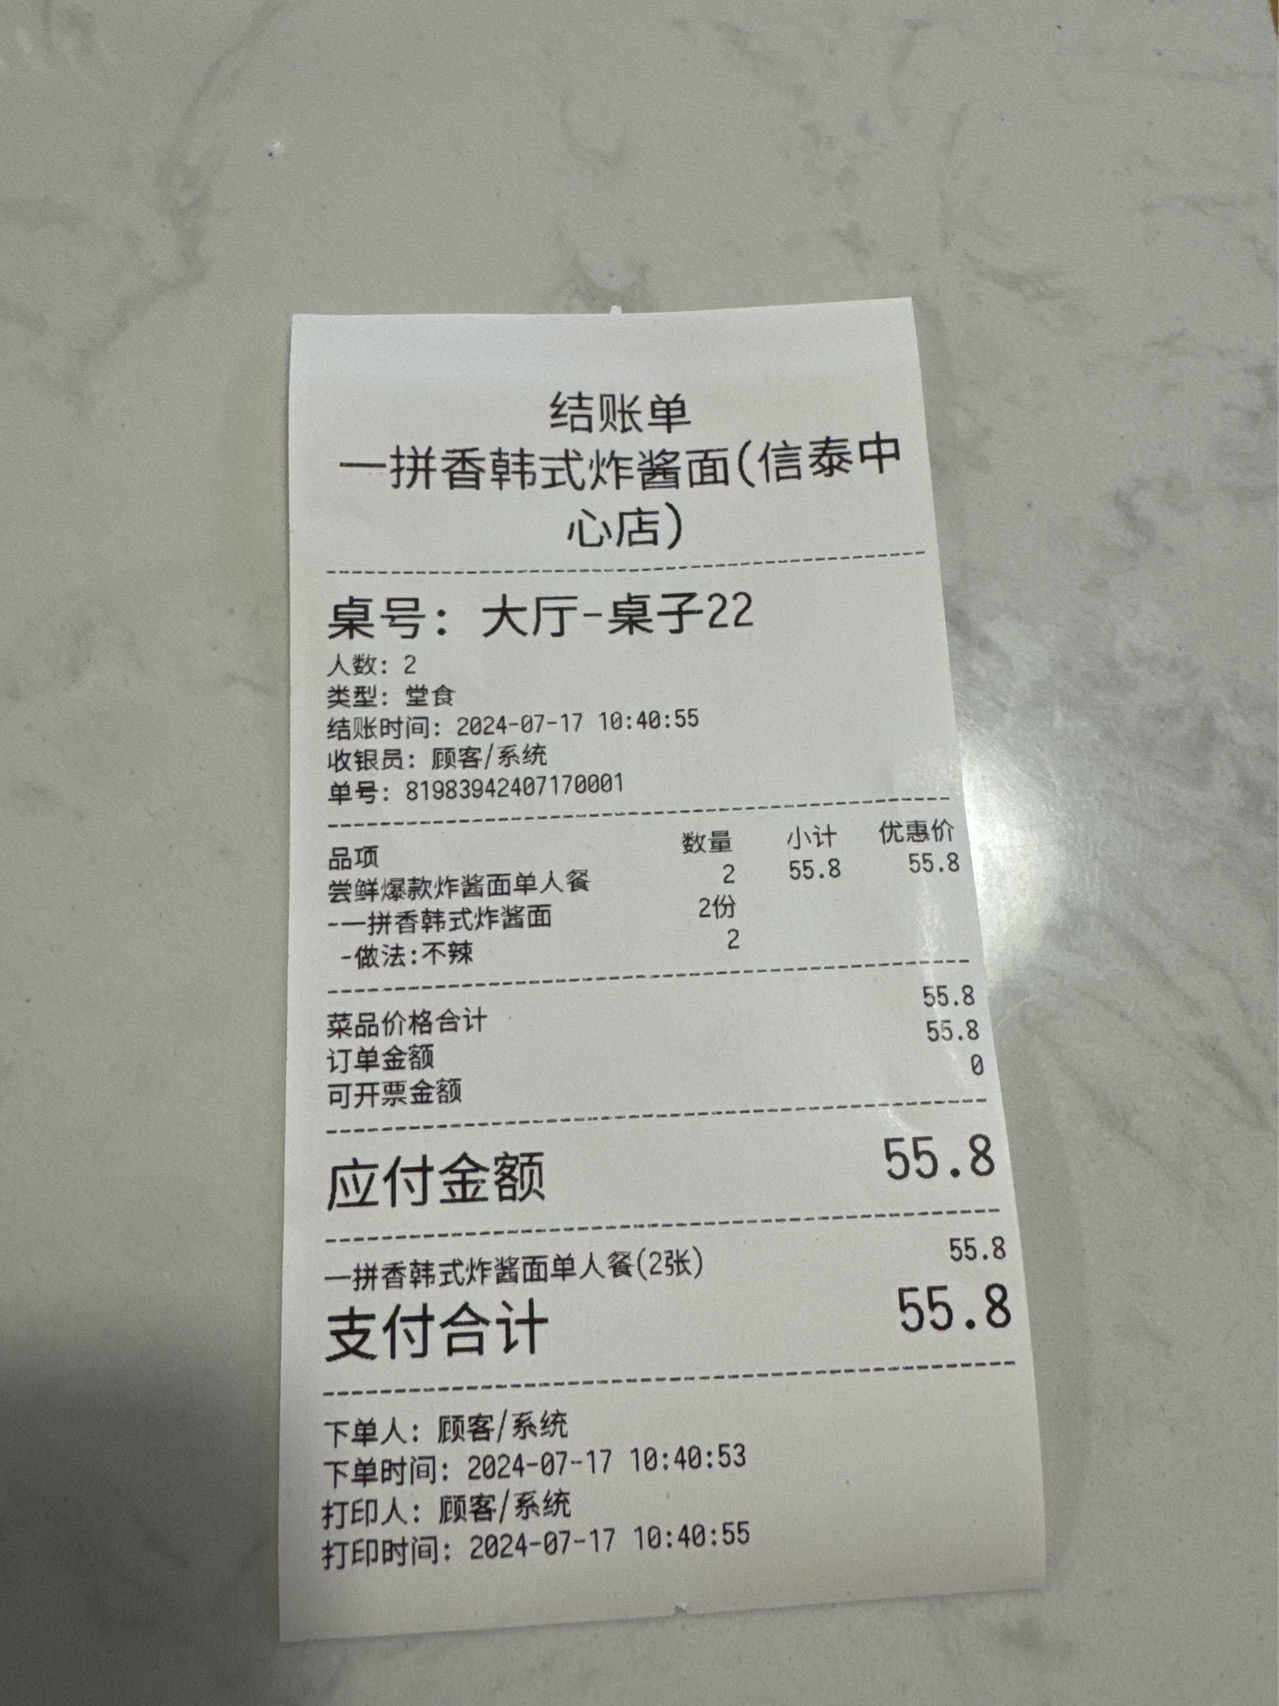 结账单
一拼香韩式炸酱面(信泰中
心店)
桌号: 大厅-桌子22
人数: 2
类型: 堂食
结账时间: 2024-07-17 10:40:55
收银员: 顾客/系统
单号: 81983942407170001
品项 数量 小计 优惠价
尝鲜爆款炸酱面单人餐 2 55.8 55.8
-一拼香韩式炸酱面 2份
-做法:不辣 2
菜品价格合计 55.8
订单金额 55.8
可开票金额 0
应付金额 55.8
一拼香韩式炸酱面单人餐(2张) 55.8
支付合计 55.8
下单人: 顾客/系统
下单时间: 2024-07-17 10:40:53
打印人: 顾客/系统
打印时间: 2024-07-17 10:40:55